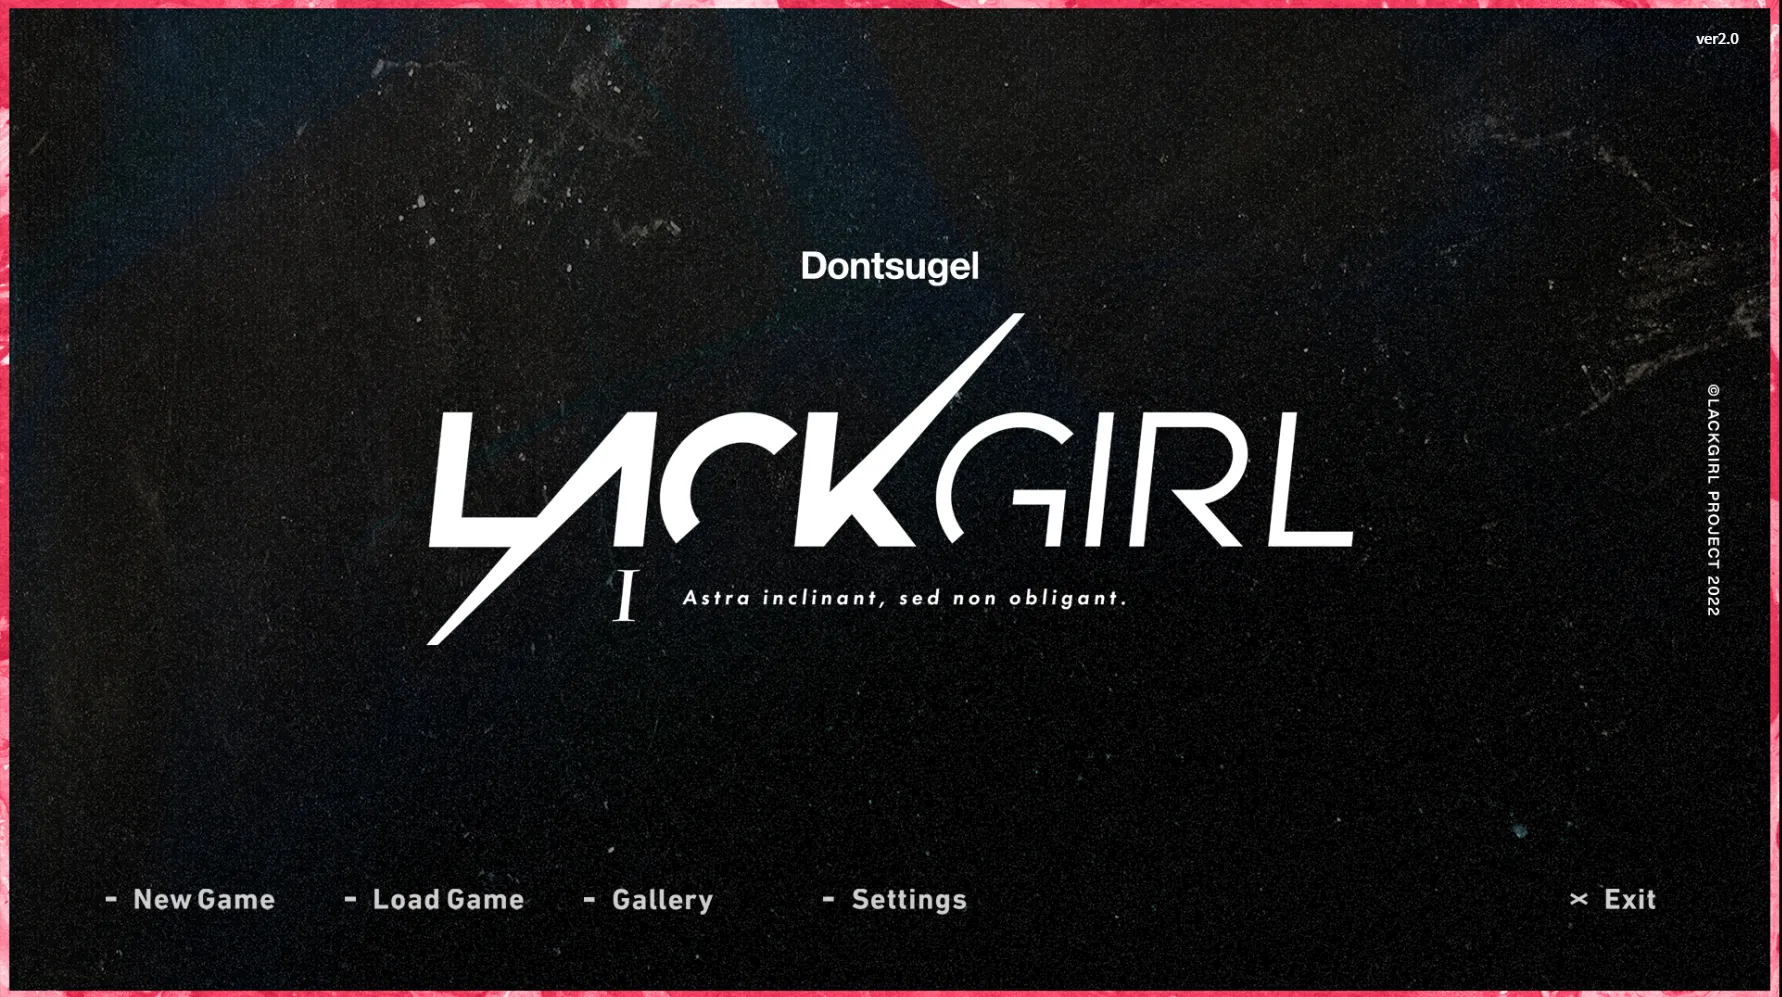 ver2.0
Dontsugel
LACKGIRL
I
Astra inclinant, sed non obligant.
©LACKGIRL PROJECT 2022
- New Game
- Load Game
- Gallery
- Settings
× Exit